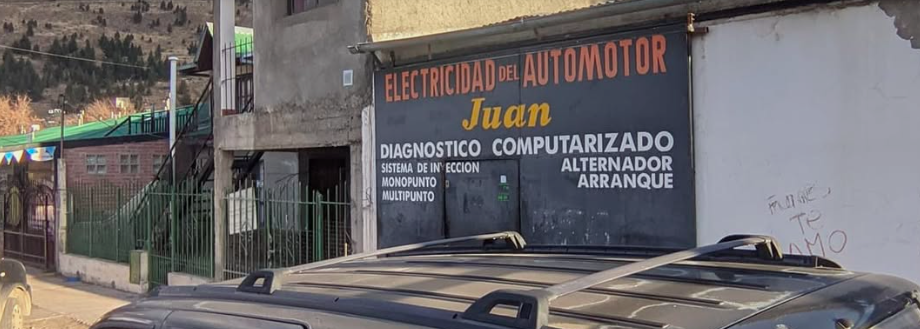 ELECTRICIDAD DEL AUTOMOTOR
Juan
DIAGNOSTICO COMPUTARIZADO
SISTEMA DE INYECCION
MONOPUNTO
MULTIPUNTO
ALTERNADOR
ARRANQUE
TE
AMO